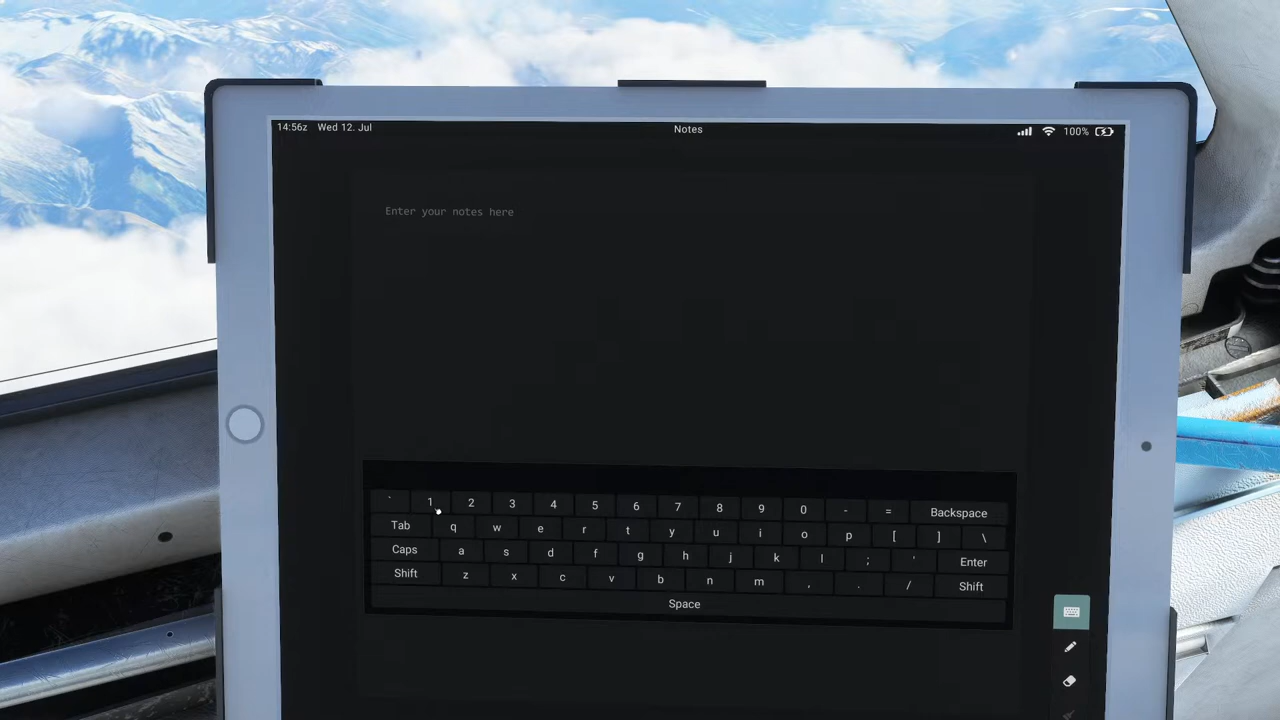 14:56z Wed 12. Jul Notes 100%
Enter your notes here
` 1 2 3 4 5 6 7 8 9 0 - = Backspace
Tab q w e r t y u i o p [ ] \
Caps a s d f g h j k l ; ' Enter
Shift z x c v b n m , . / Shift
Space